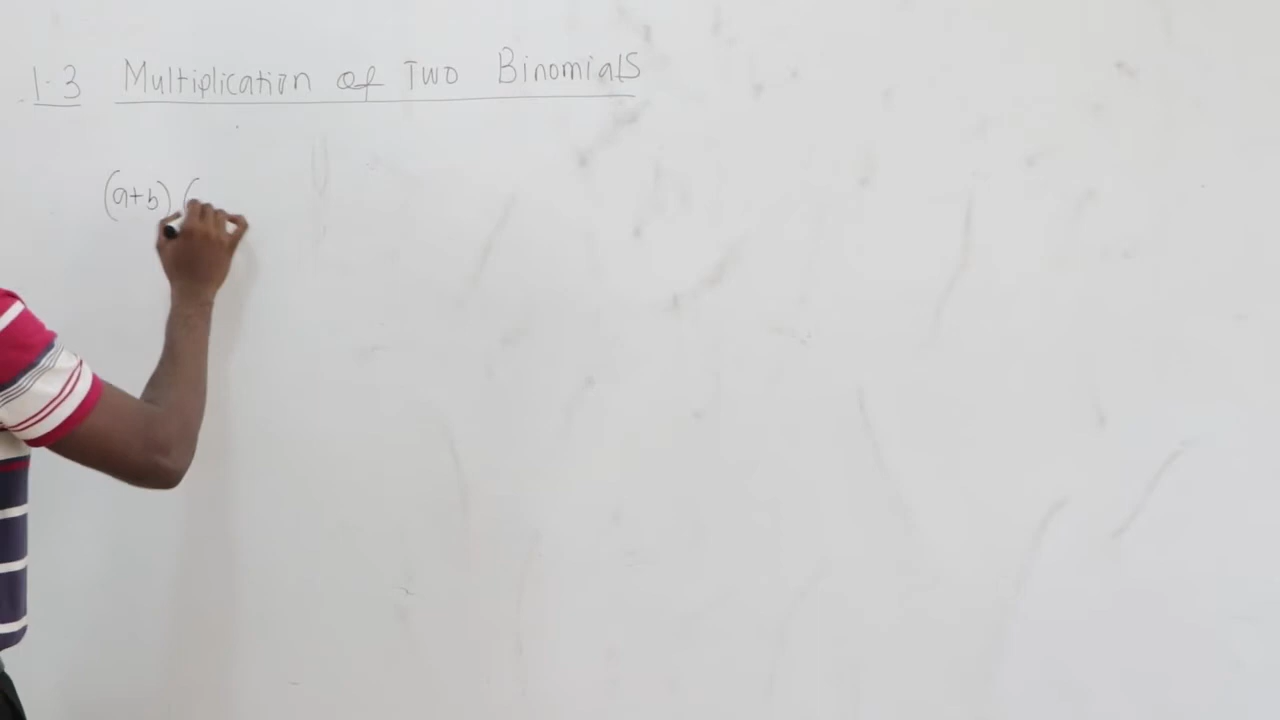 1.3 Multiplication of Two Binomials
(a+b) (